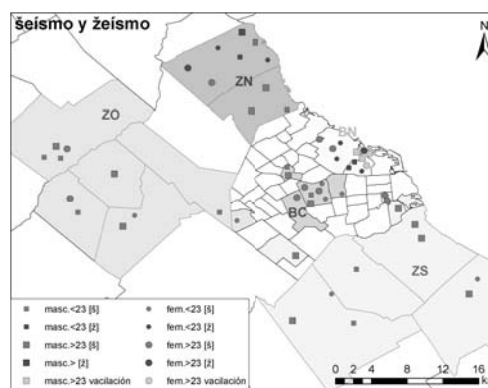 šeísmo y žeísmo
N
ZN
ZO
BN
BC
ZS
masc.<23 [š]
fem.<23 [š]
masc.<23 [ž]
fem.<23 [ž]
masc.>23 [š]
fem.>23 [š]
masc.> [ž]
fem.>23 [ž]
masc.>23 vacilación
fem.>23 vacilación
0 2 4 8 12 16